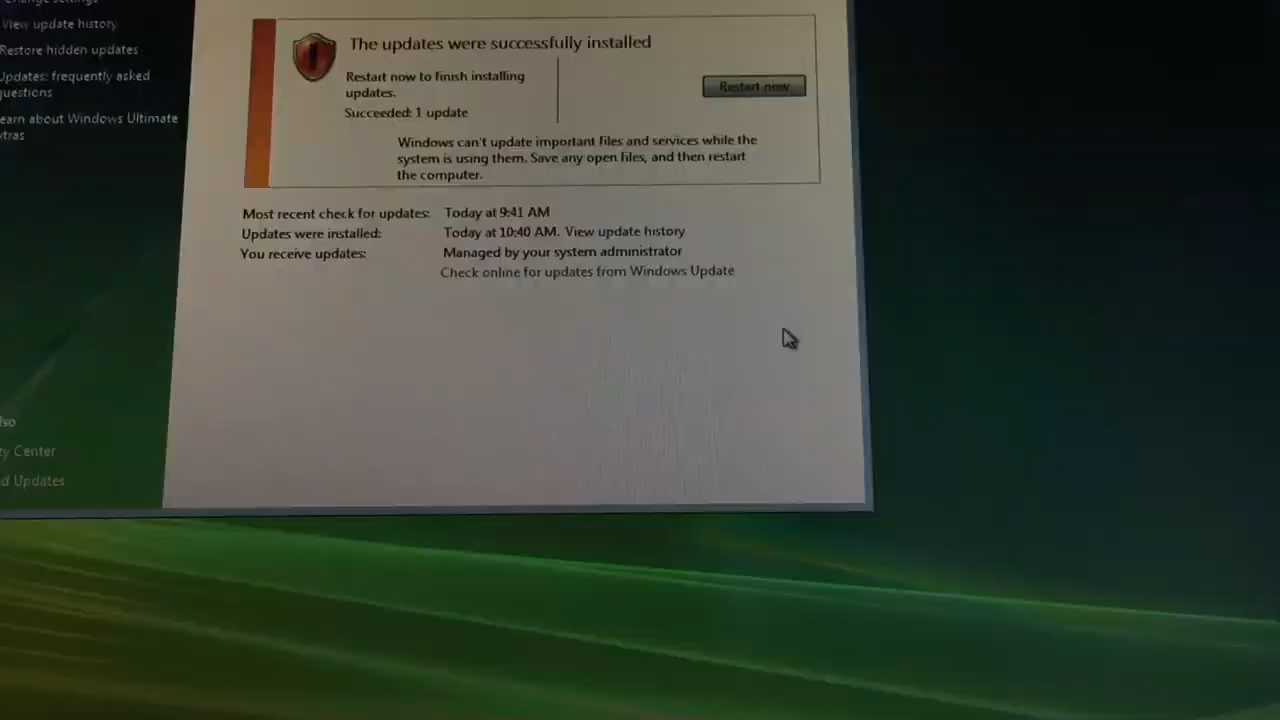 View update history
Restore hidden updates
Updates: frequently asked
questions
Learn about Windows Ultimate
The updates were successfully installed
Restart now to finish installing
updates.
Succeeded: 1 update
Restart now
Windows can't update important files and services while the
system is using them. Save any open files, and then restart
the computer.
Most recent check for updates: Today at 9:41 AM
Updates were installed: Today at 10:40 AM. View update history
You receive updates: Managed by your system administrator
Check online for updates from Windows Update
Center
Updates